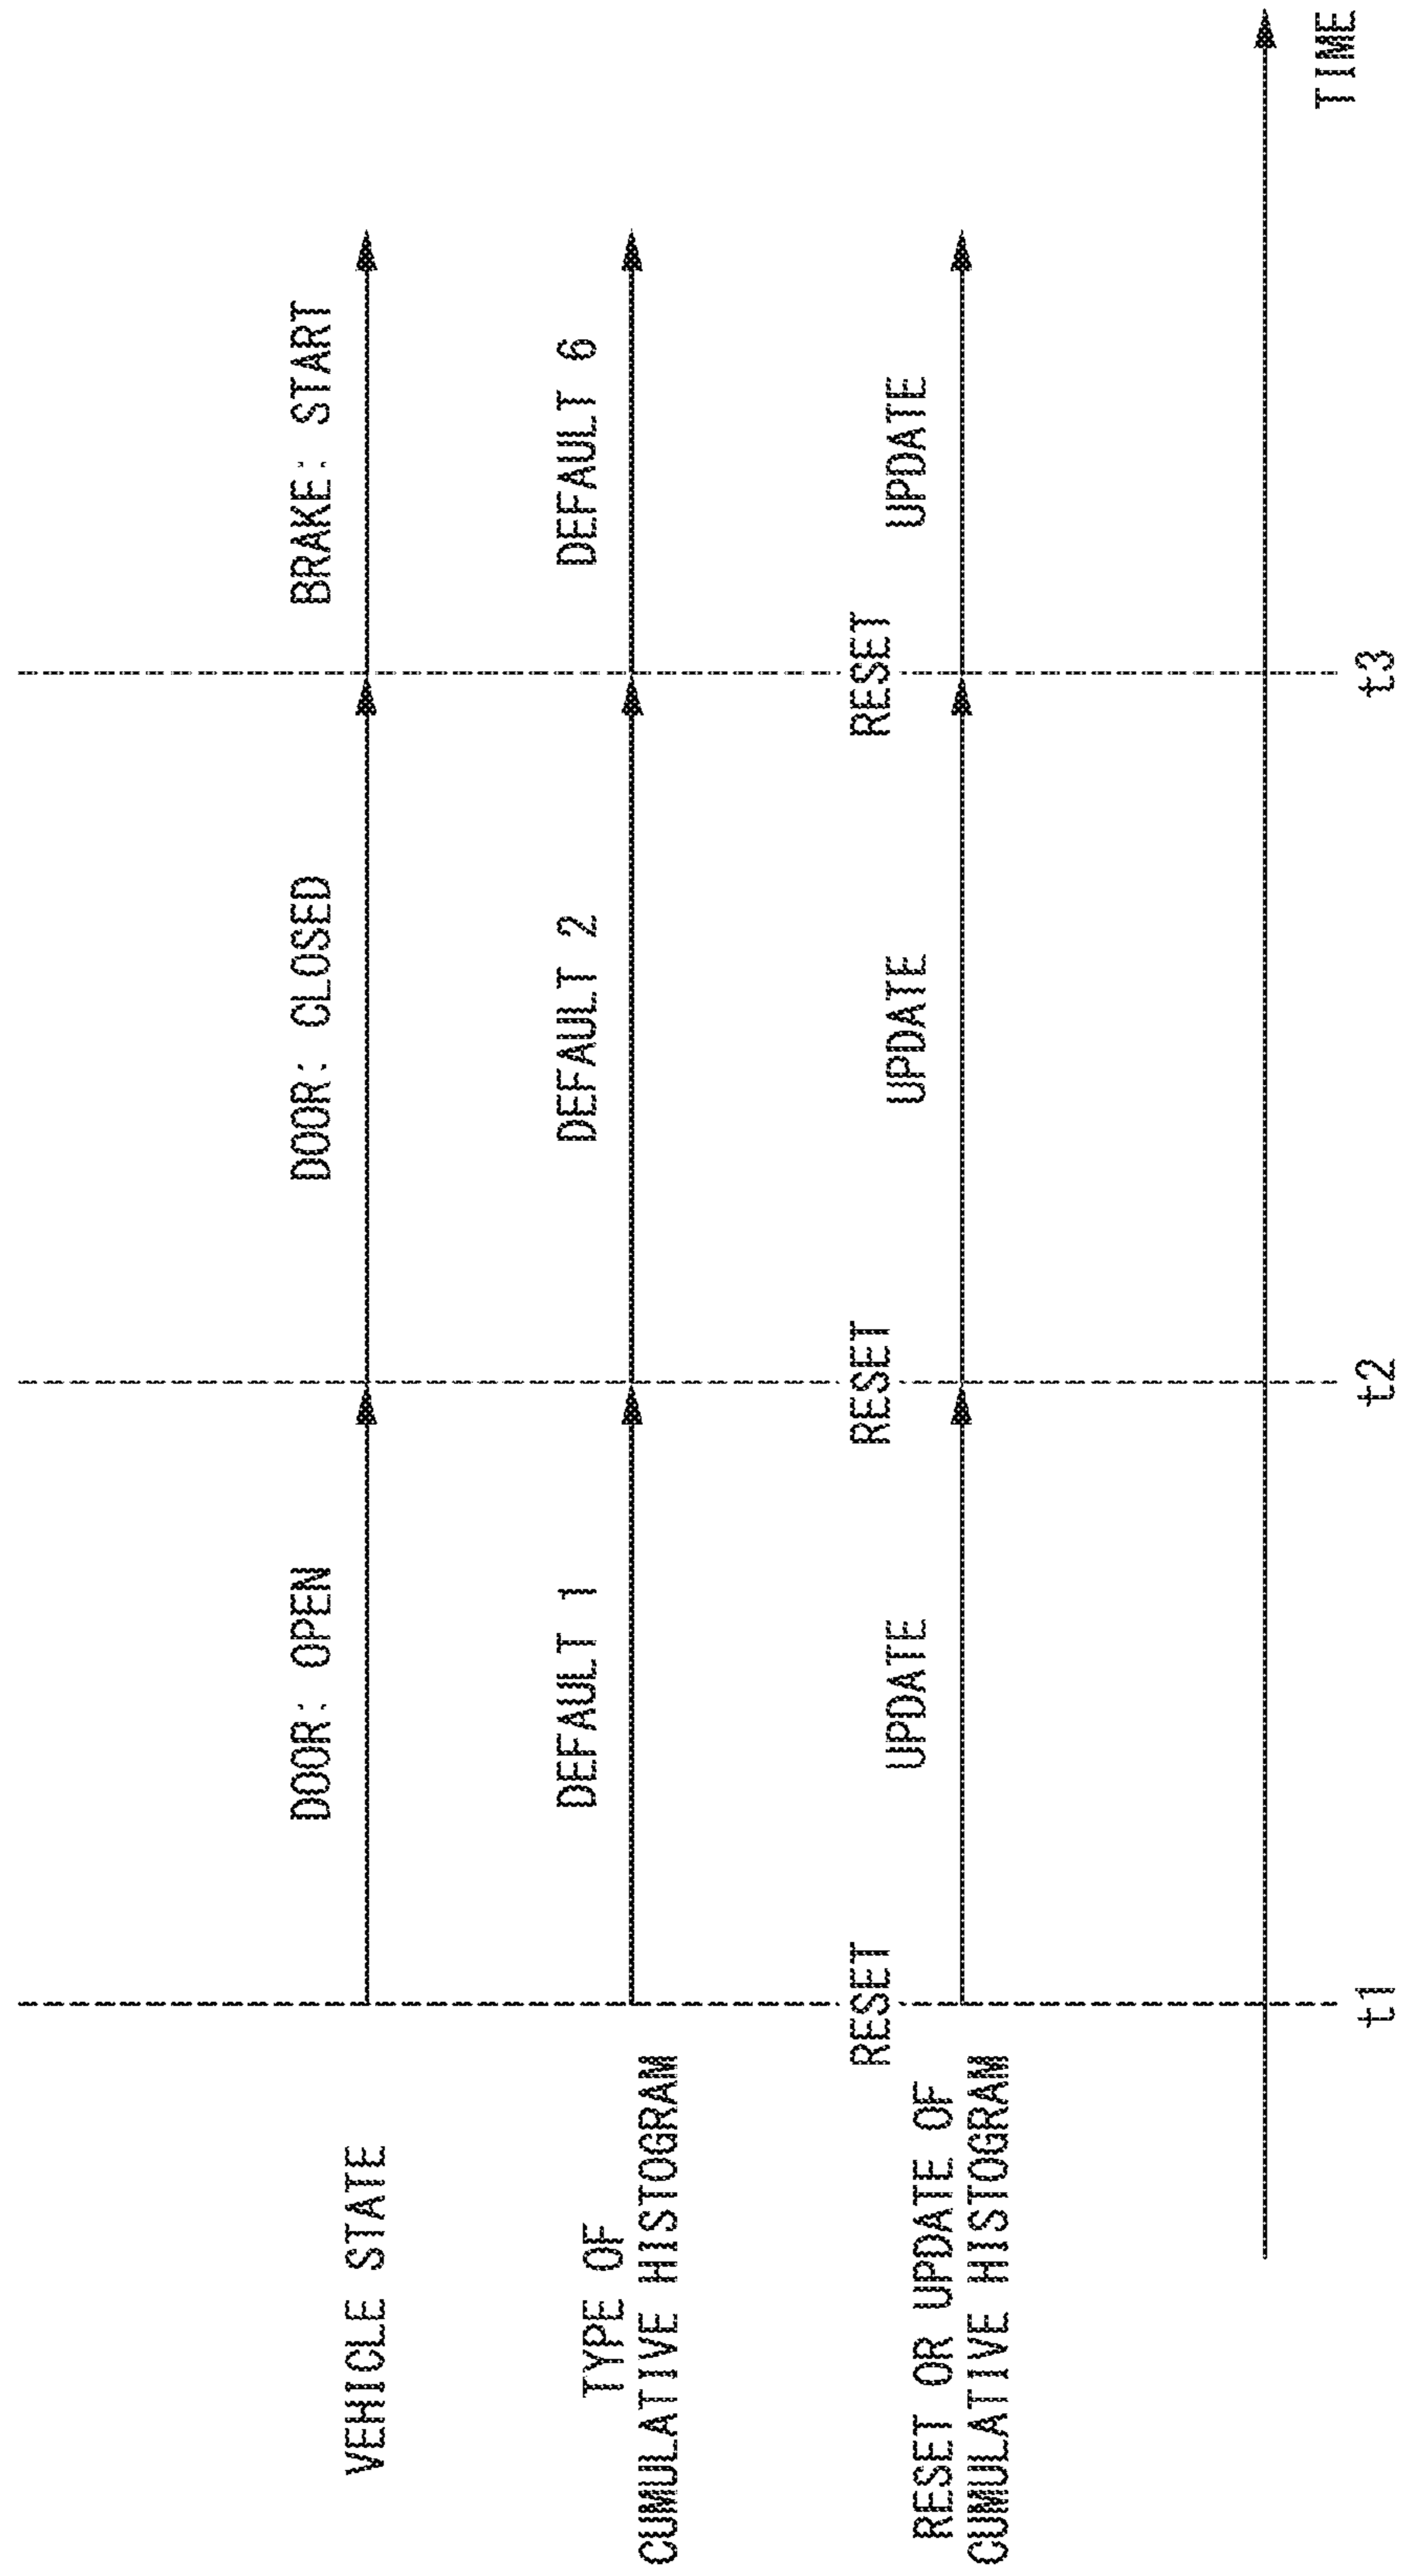 VEHICLE STATE
DOOR: OPEN
DOOR: CLOSED
BRAKE: START
TYPE OF
CUMULATIVE HISTOGRAM
DEFAULT 1
DEFAULT 2
DEFAULT 6
RESET
RESET
RESET
RESET OR UPDATE OF
CUMULATIVE HISTOGRAM
UPDATE
UPDATE
UPDATE
TIME
t1
t2
t3